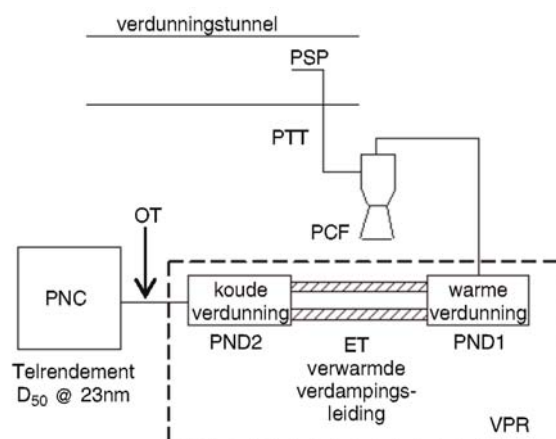 verdunningstunnel
PSP
PTT
OT
PCF
PNC
koude
verdunning
warme
verdunning
PND2
ET
PND1
verwarmde
verdampings-
leiding
Telrendement
D₅₀ @ 23nm
VPR